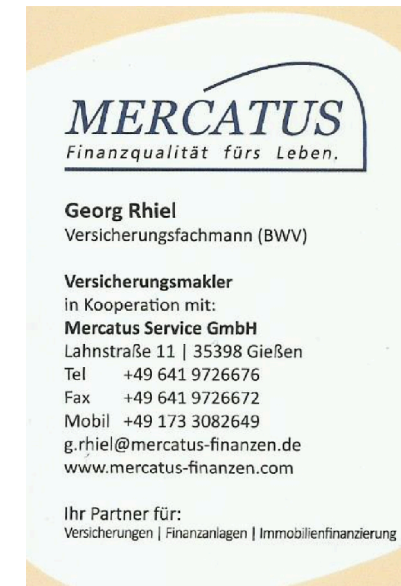 MERCATUS
Finanzqualität fürs Leben.
Georg Rhiel
Versicherungsfachmann (BWV)
Versicherungsmakler
in Kooperation mit:
Mercatus Service GmbH
Lahnstraße 11 | 35398 Gießen
Tel +49 641 9726676
Fax +49 641 9726672
Mobil +49 173 3082649
g.rhiel@mercatus-finanzen.de
www.mercatus-finanzen.com
Ihr Partner für:
Versicherungen | Finanzanlagen | Immobilienfinanzierung